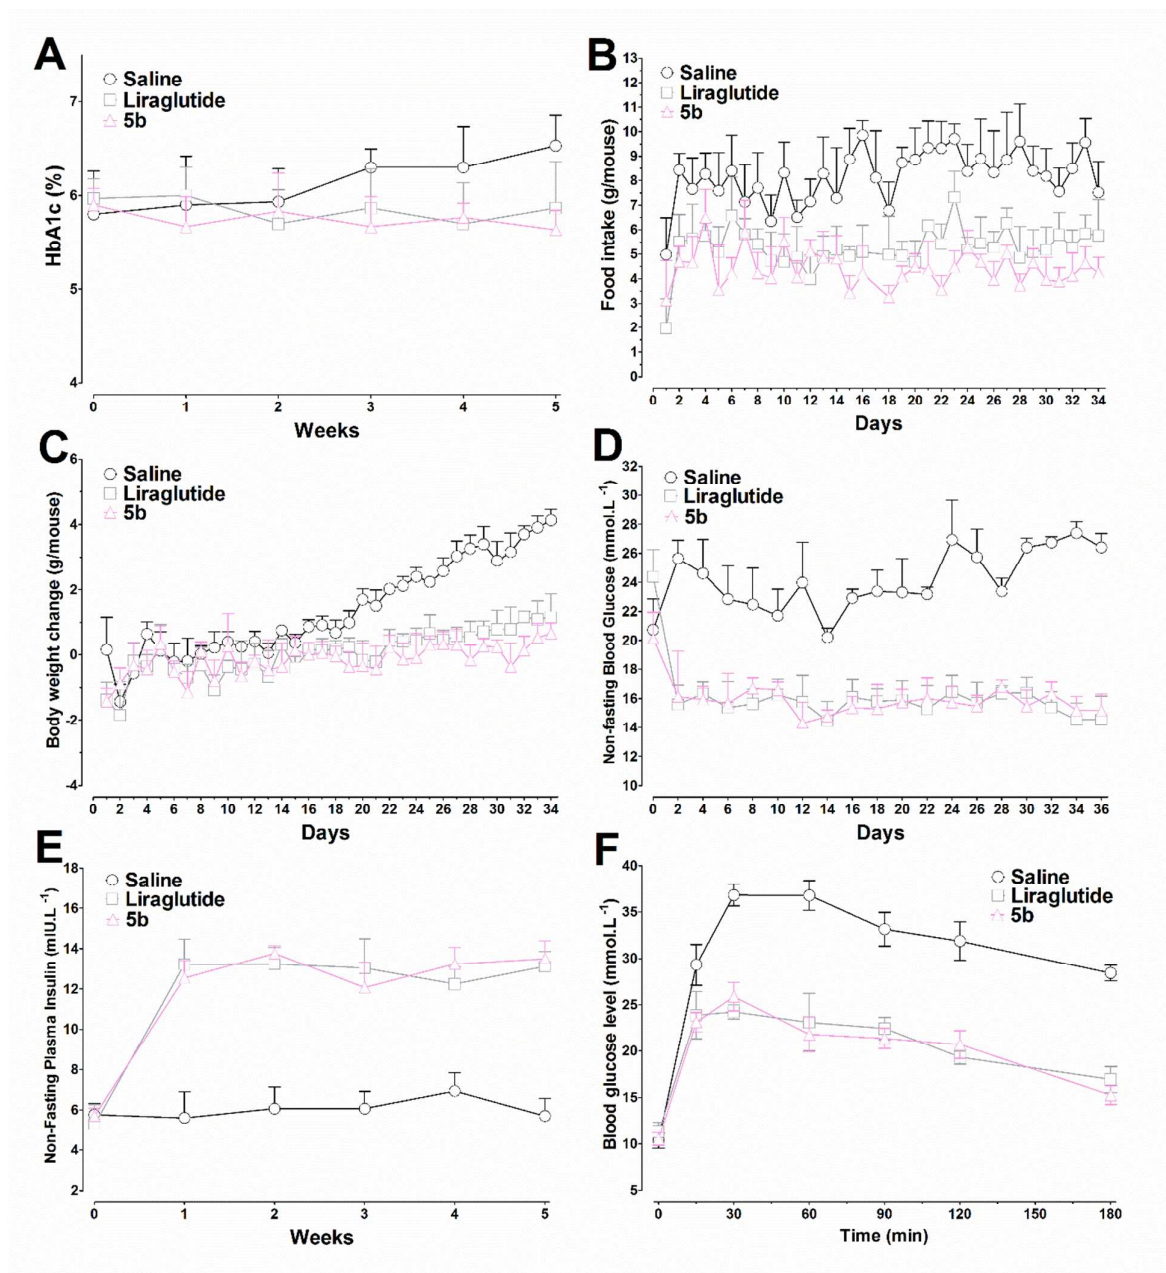 A
Saline
Liraglutide
5b
HbA1c (%)
7
6
5
4
0 1 2 3 4 5
Weeks
B
Saline
Liraglutide
5b
Food intake (g/mouse)
13
12
11
10
9
8
7
6
5
4
3
2
1
0
0 2 4 6 8 10 12 14 16 18 20 22 24 26 28 30 32 34
Days
C
Saline
Liraglutide
5b
Body weight change (g/mouse)
6
4
2
0
-2
-4
0 2 4 6 8 10 12 14 16 18 20 22 24 26 28 30 32 34
Days
D
Saline
Liraglutide
5b
Non-fasting Blood Glucose (mmol.L -1)
32
30
28
26
24
22
20
18
16
14
12
10
0 2 4 6 8 10 12 14 16 18 20 22 24 26 28 30 32 34 36
Days
E
Saline
Liraglutide
5b
Non-Fasting Plasma Insulin (mIU.L -1)
18
16
14
12
10
8
6
4
2
0 1 2 3 4 5
Weeks
F
Saline
Liraglutide
5b
Blood glucose level (mmol.L -1)
40
35
30
25
20
15
10
5
0 30 60 90 120 150 180
Time (min)